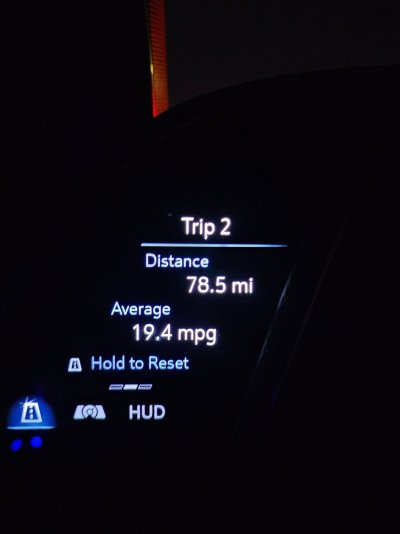 Trip 2
Distance
78.5 mi
Average
19.4 mpg
Hold to Reset
HUD